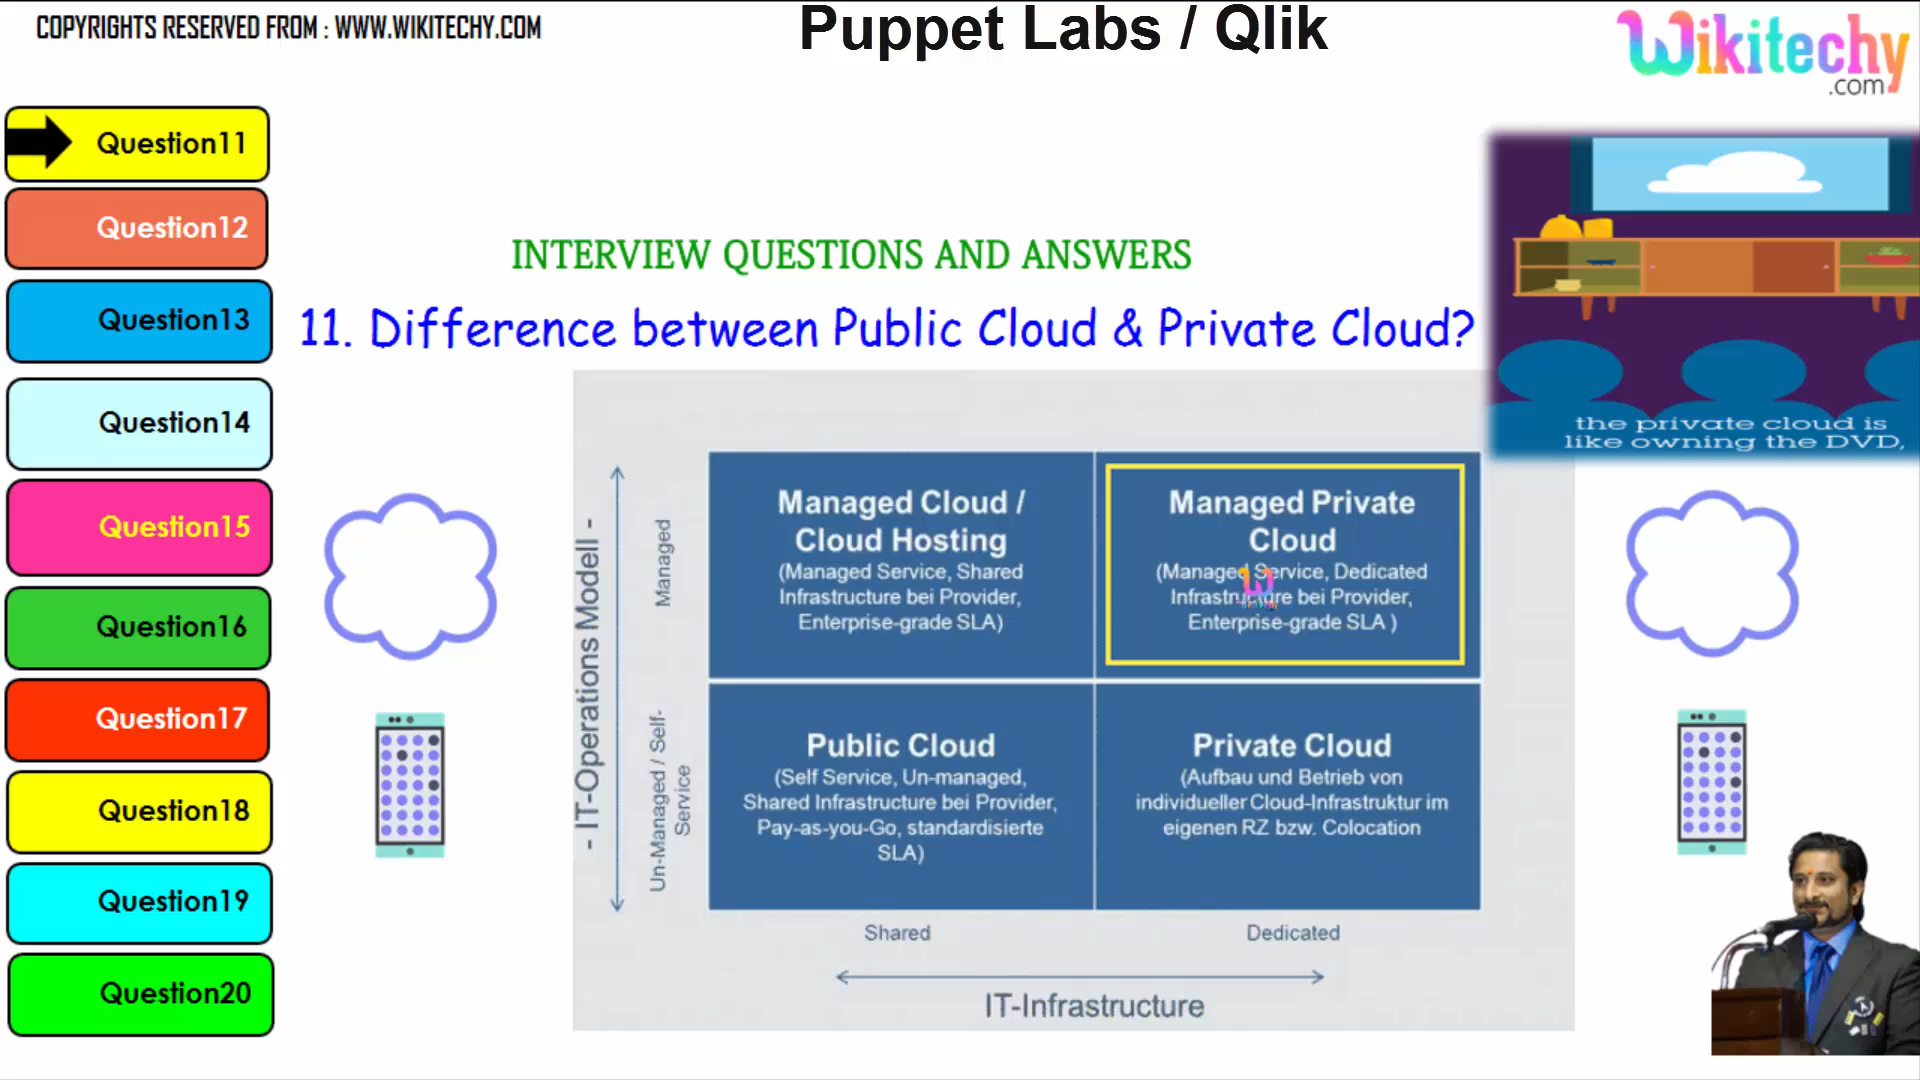 COPYRIGHTS RESERVED FROM : WWW.WIKITECHY.COM
Puppet Labs / Qlik
Wikitechy
.com
Question11
Question12
Question13
Question14
Question15
Question16
Question17
Question18
Question19
Question20
INTERVIEW QUESTIONS AND ANSWERS
11. Difference between Public Cloud & Private Cloud?
the private cloud is
like owning the DVD,
- IT-Operations Modell -
Managed
Un-Managed / Self-
Service
Managed Cloud /
Cloud Hosting
(Managed Service, Shared
Infrastructure bei Provider,
Enterprise-grade SLA)
Managed Private
Cloud
(Managed Service, Dedicated
Infrastructure bei Provider,
Enterprise-grade SLA )
Public Cloud
(Self Service, Un-managed,
Shared Infrastructure bei Provider,
Pay-as-you-Go, standardisierte
SLA)
Private Cloud
(Aufbau und Betrieb von
individueller Cloud-Infrastruktur im
eigenen RZ bzw. Colocation
Shared
Dedicated
IT-Infrastructure